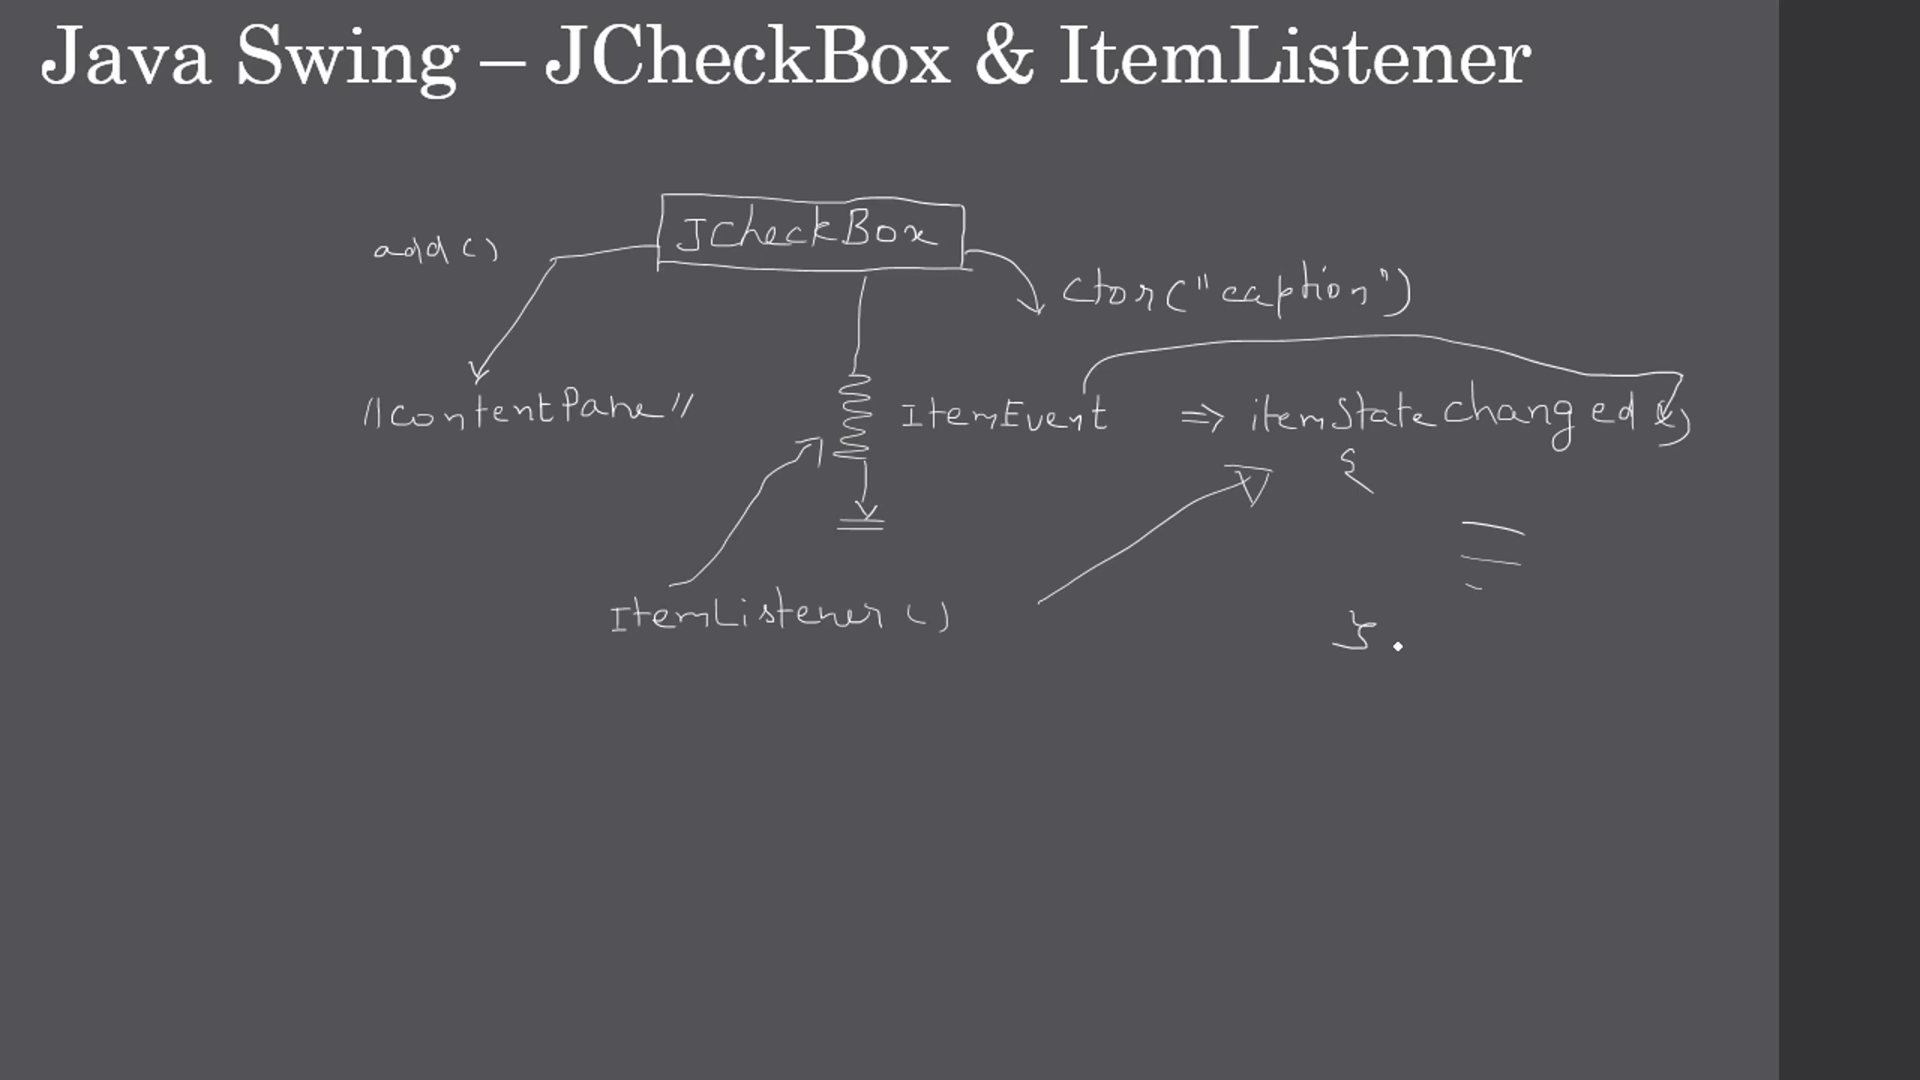 Java Swing – JCheckBox & ItemListener
JCheckBox
add()
Ctor("caption")
"ContentPane"
ItemEvent => itemStateChanged()
{
ItemListener()
}